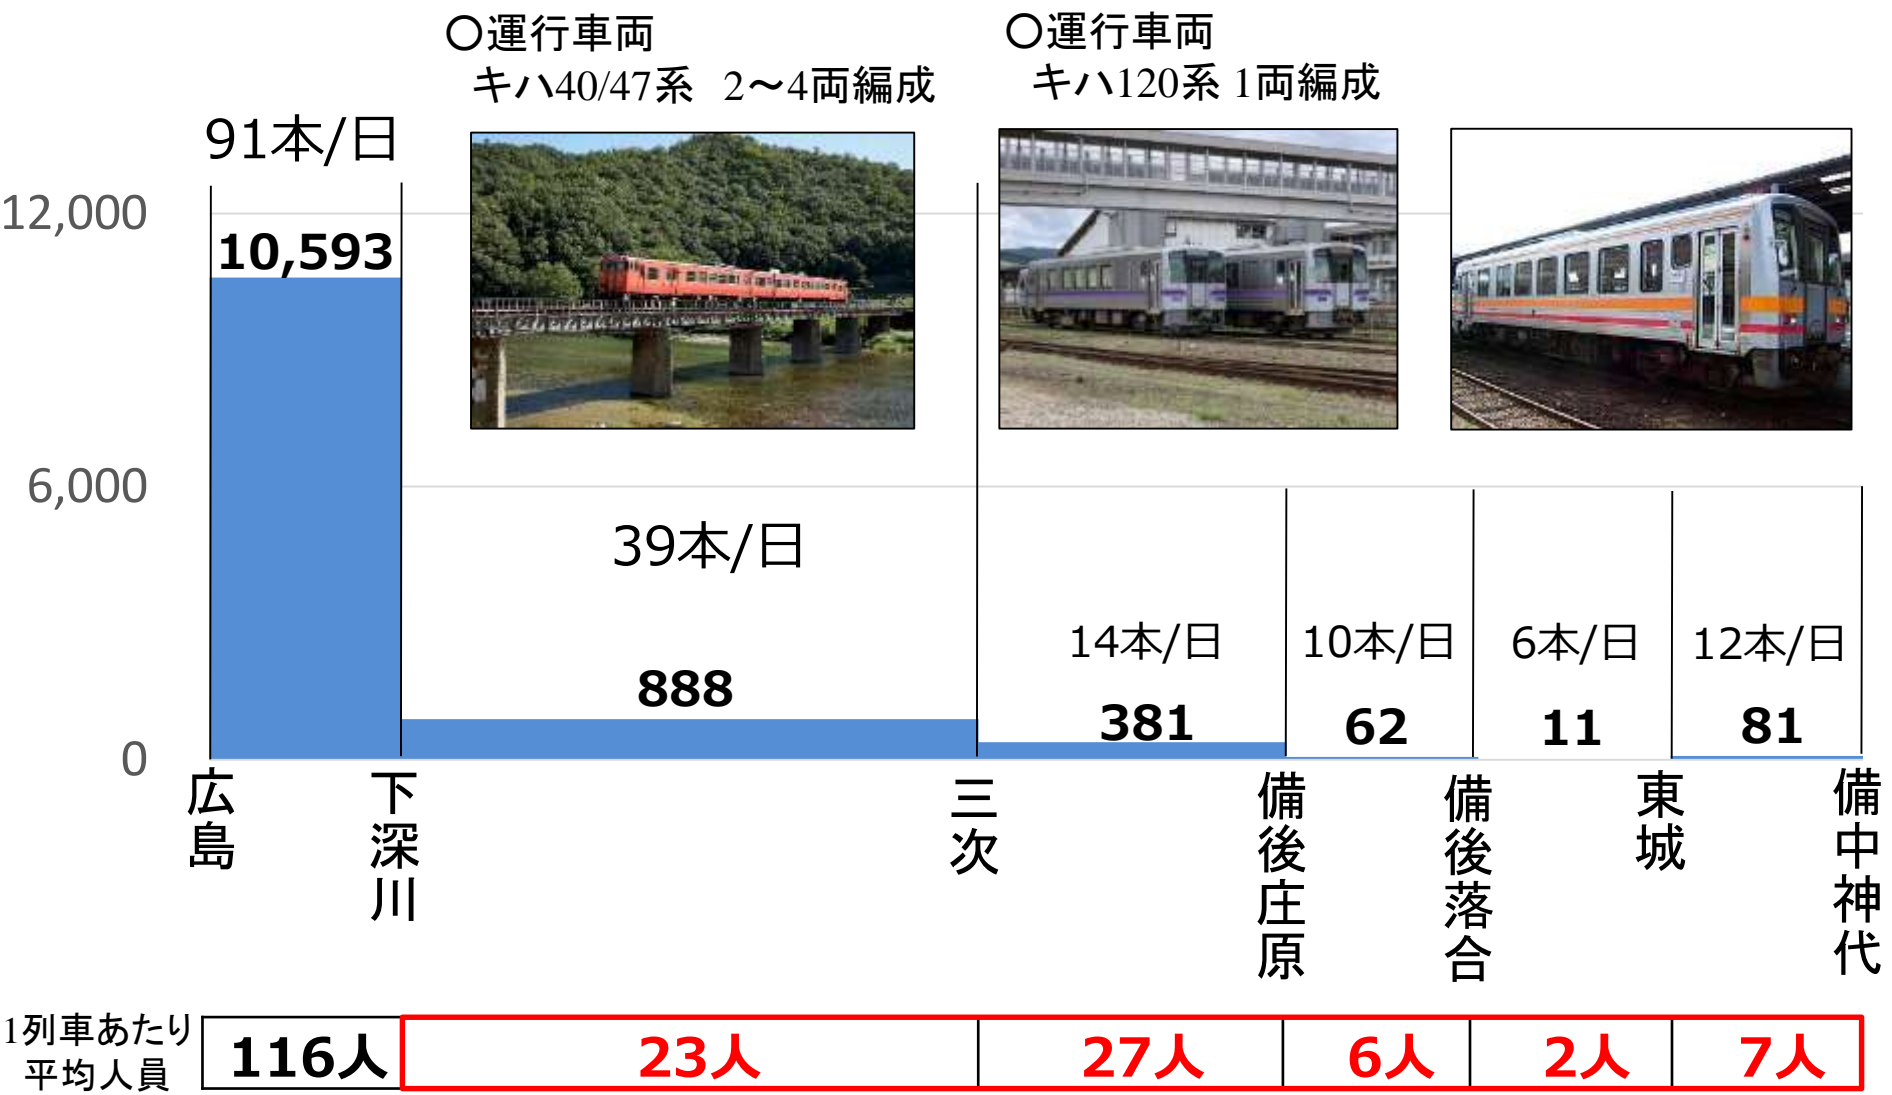 〇運行車両
キハ40/47系 2～4両編成
〇運行車両
キハ120系 1両編成
91本/日
12,000
10,593
6,000
39本/日
14本/日
10本/日
6本/日
12本/日
888
381
62
11
81
0
広島
下深川
三次
備後庄原
備後落合
東城
備中神代
1列車あたり
平均人員
116人
23人
27人
6人
2人
7人